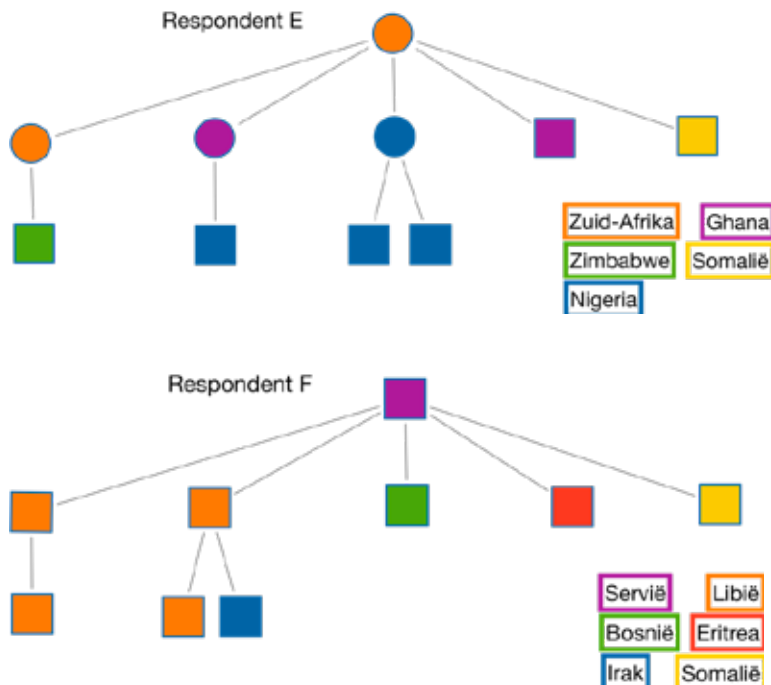 Respondent E
Zuid-Afrika Ghana
Zimbabwe Somalië
Nigeria
Respondent F
Servië Libië
Bosnië Eritrea
Irak Somalië